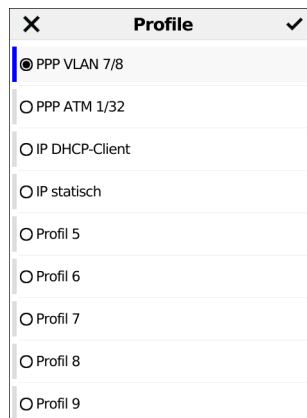 Profile
PPP VLAN 7/8
PPP ATM 1/32
IP DHCP-Client
IP statisch
Profil 5
Profil 6
Profil 7
Profil 8
Profil 9